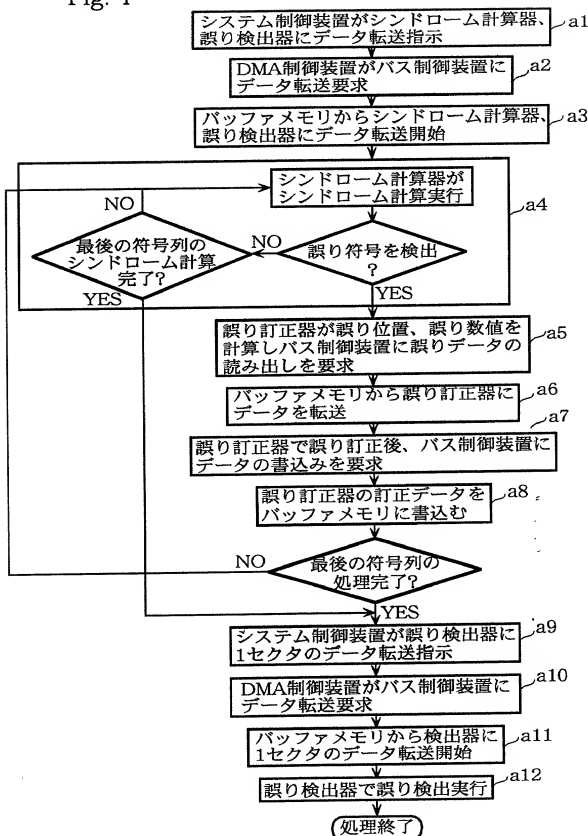 Fig. 1
システム制御装置がシンドローム計算器、
誤り検出器にデータ転送指示
a1
DMA制御装置がバス制御装置に
データ転送要求
a2
バッファメモリからシンドローム計算器、
誤り検出器にデータ転送開始
a3
シンドローム計算器が
シンドローム計算実行
a4
NO
最後の符号列の
シンドローム計算
完了?
NO
誤り符号を検出
?
YES
YES
誤り訂正器が誤り位置、誤り数値を
計算しバス制御装置に誤りデータの
読み出しを要求
a5
バッファメモリから誤り訂正器に
データを転送
a6
誤り訂正器で誤り訂正後、バス制御装置に
データの書込みを要求
a7
誤り訂正器の訂正データを
バッファメモリに書込む
a8
NO
最後の符号列の
処理完了?
YES
システム制御装置が誤り検出器に
1セクタのデータ転送指示
a9
DMA制御装置がバス制御装置に
データ転送要求
a10
バッファメモリから検出器に
1セクタのデータ転送開始
a11
誤り検出器で誤り検出実行
a12
処理終了